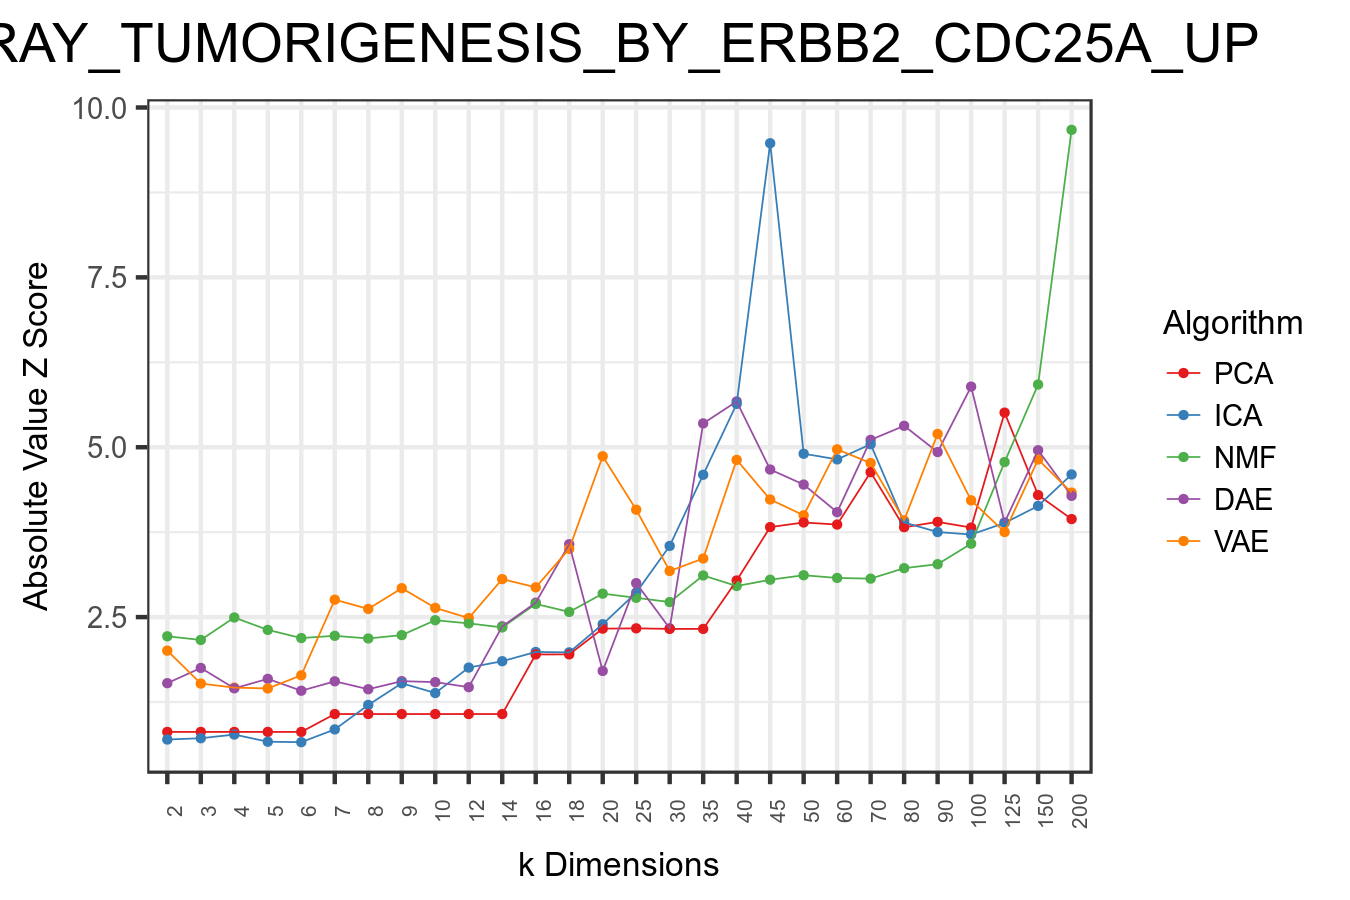 RAY_TUMORIGENESIS_BY_ERBB2_CDC25A_UP
10.0
7.5
5.0
2.5
Absolute Value Z Score
2 3 4 5 6 7 8 9 10 12 14 16 18 20 25 30 35 40 45 50 60 70 80 90 100 125 150 200
k Dimensions
Algorithm
PCA
ICA
NMF
DAE
VAE